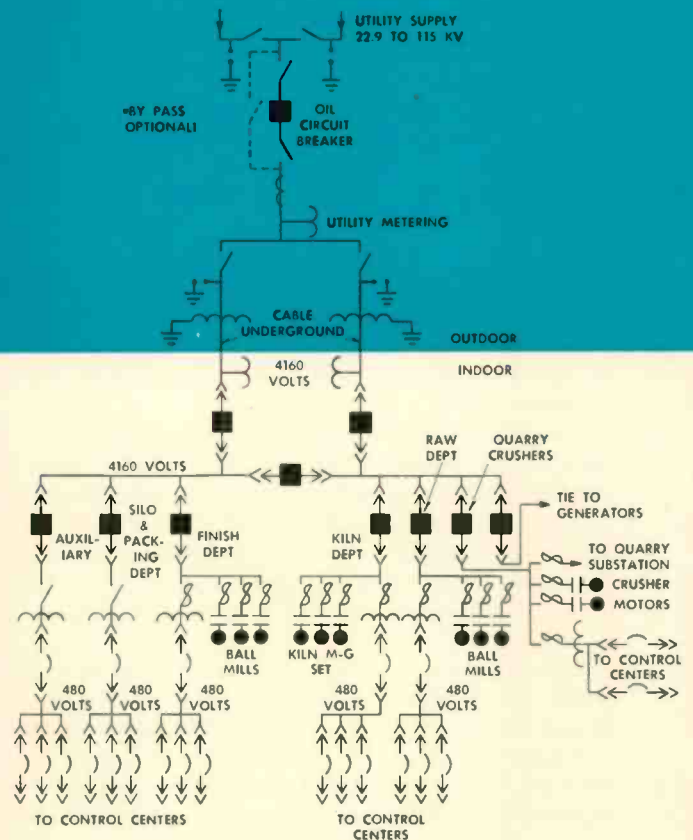 UTILITY SUPPLY
22.9 TO 115 KV
=BY PASS
OPTIONAL!
OIL
CIRCUIT
BREAKER
UTILITY METERING
CABLE
UNDERGROUND
OUTDOOR
INDOOR
4160
VOLTS
RAW
DEPT
QUARRY
CRUSHERS
4160 VOLTS
TIE TO
GENERATORS
AUXIL-
IARY
SILO
&
PACK-
ING
DEPT
FINISH
DEPT
KILN
DEPT
TO QUARRY
SUBSTATION
CRUSHER
MOTORS
BALL
MILLS
KILN M-G
SET
BALL
MILLS
TO CONTROL
CENTERS
480
VOLTS
480
VOLTS
480
VOLTS
480
VOLTS
480
VOLTS
TO CONTROL CENTERS
TO CONTROL
CENTERS